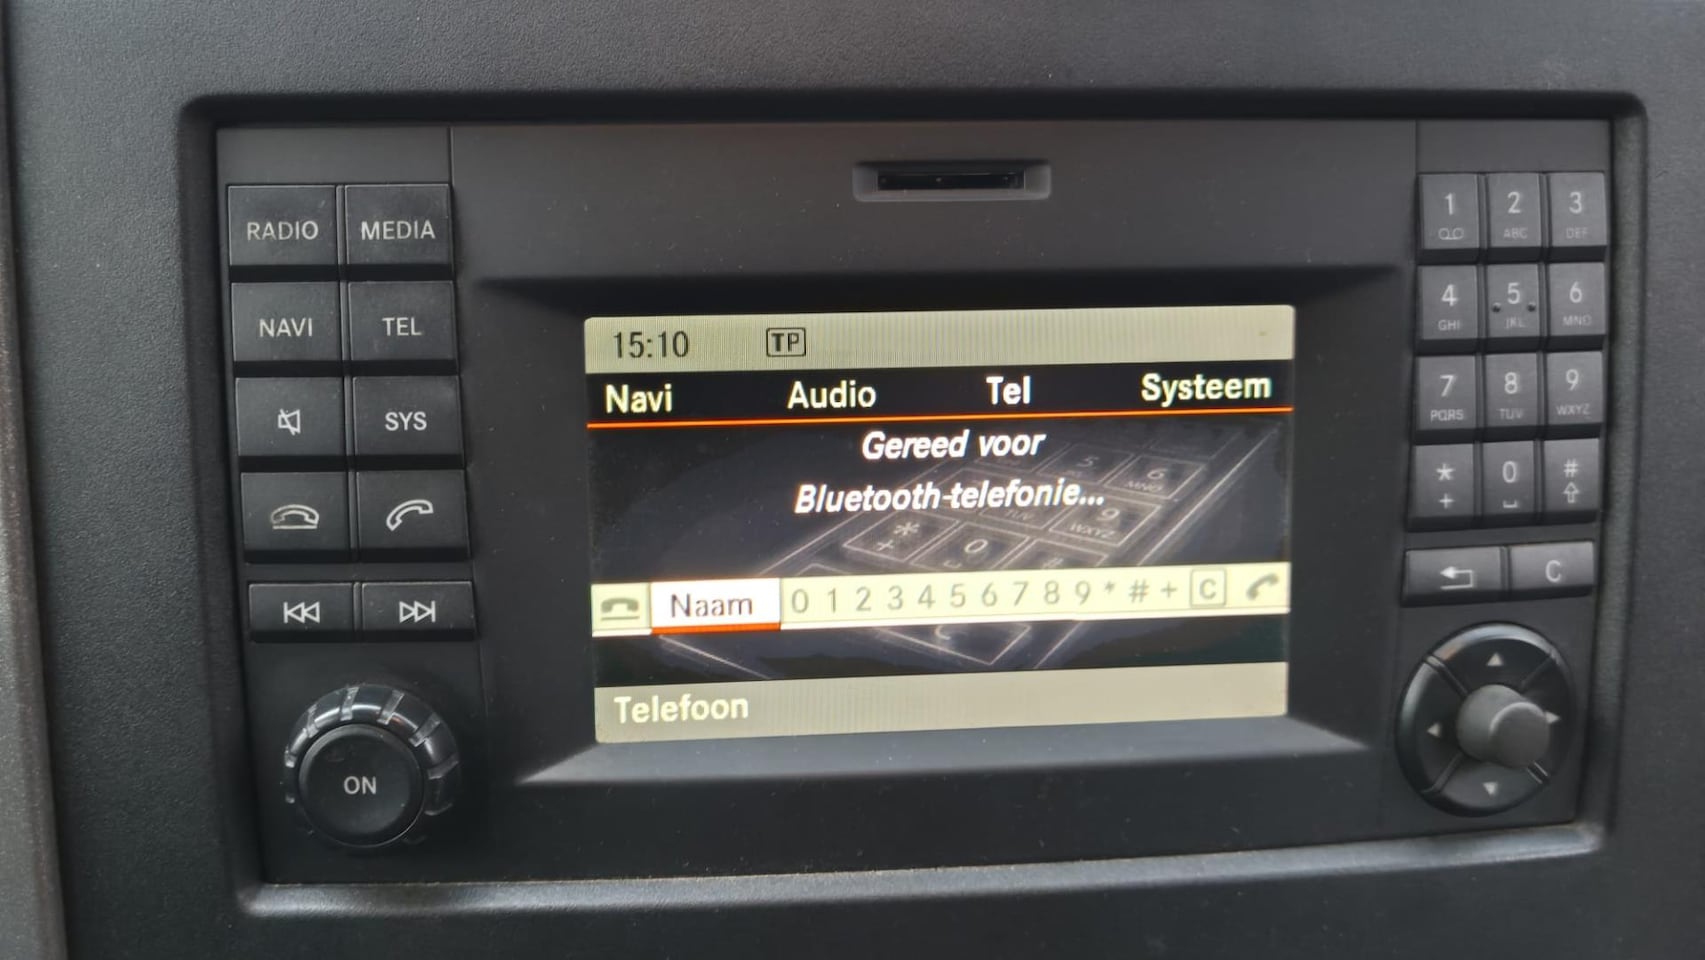 RADIO MEDIA
NAVI TEL
SYS
ON
15:10 TP
Navi Audio Tel Systeem
Gereed voor
Bluetooth-telefonie...
Naam 0 1 2 3 4 5 6 7 8 9 * # + C
Telefoon
1 2 3
ABC DEF
4 5 6
GHI JKL MNO
7 8 9
PQRS TUV WXYZ
* 0 #
+
C